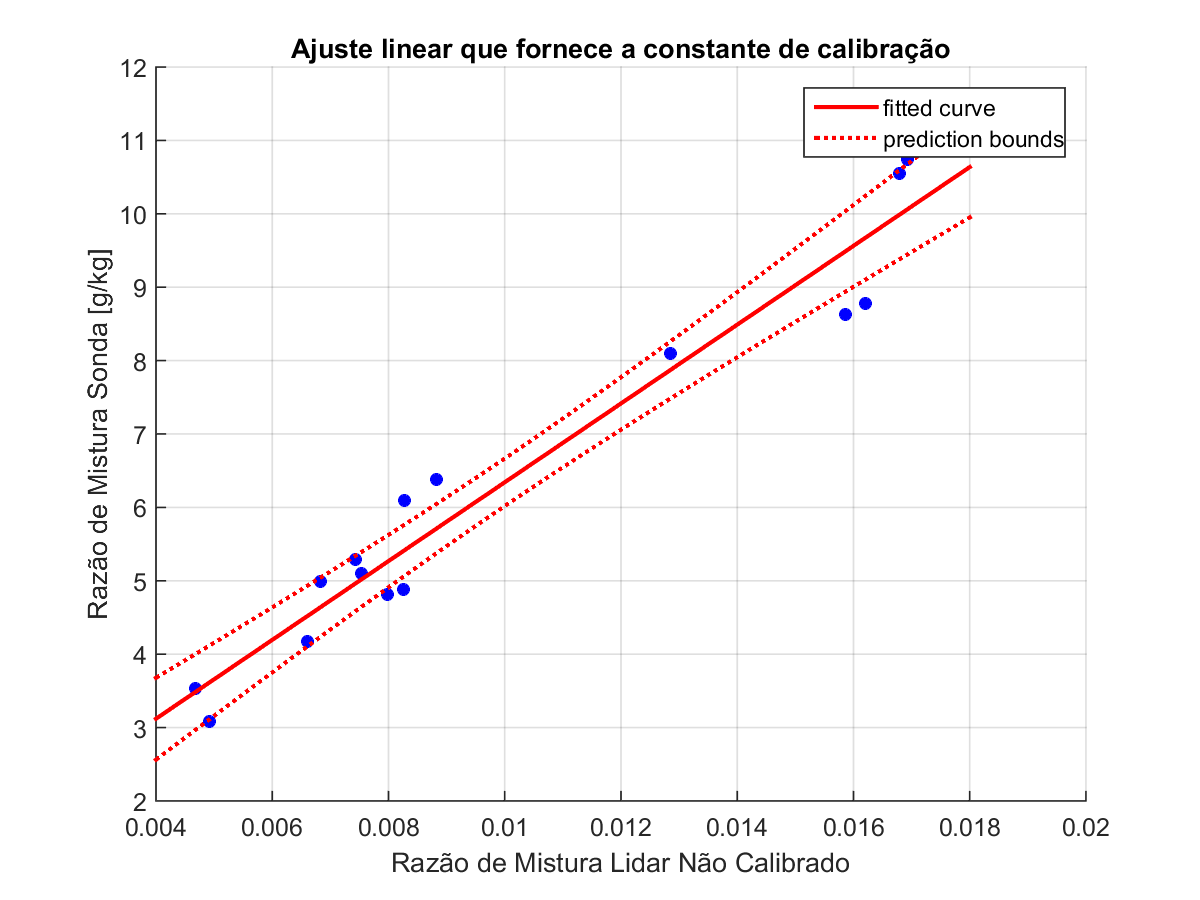 Ajuste linear que fornece a constante de calibração
12
11
10
9
8
7
6
5
4
3
2
Razão de Mistura Sonda [g/kg]
fitted curve
prediction bounds
0.004 0.006 0.008 0.01 0.012 0.014 0.016 0.018 0.02
Razão de Mistura Lidar Não Calibrado